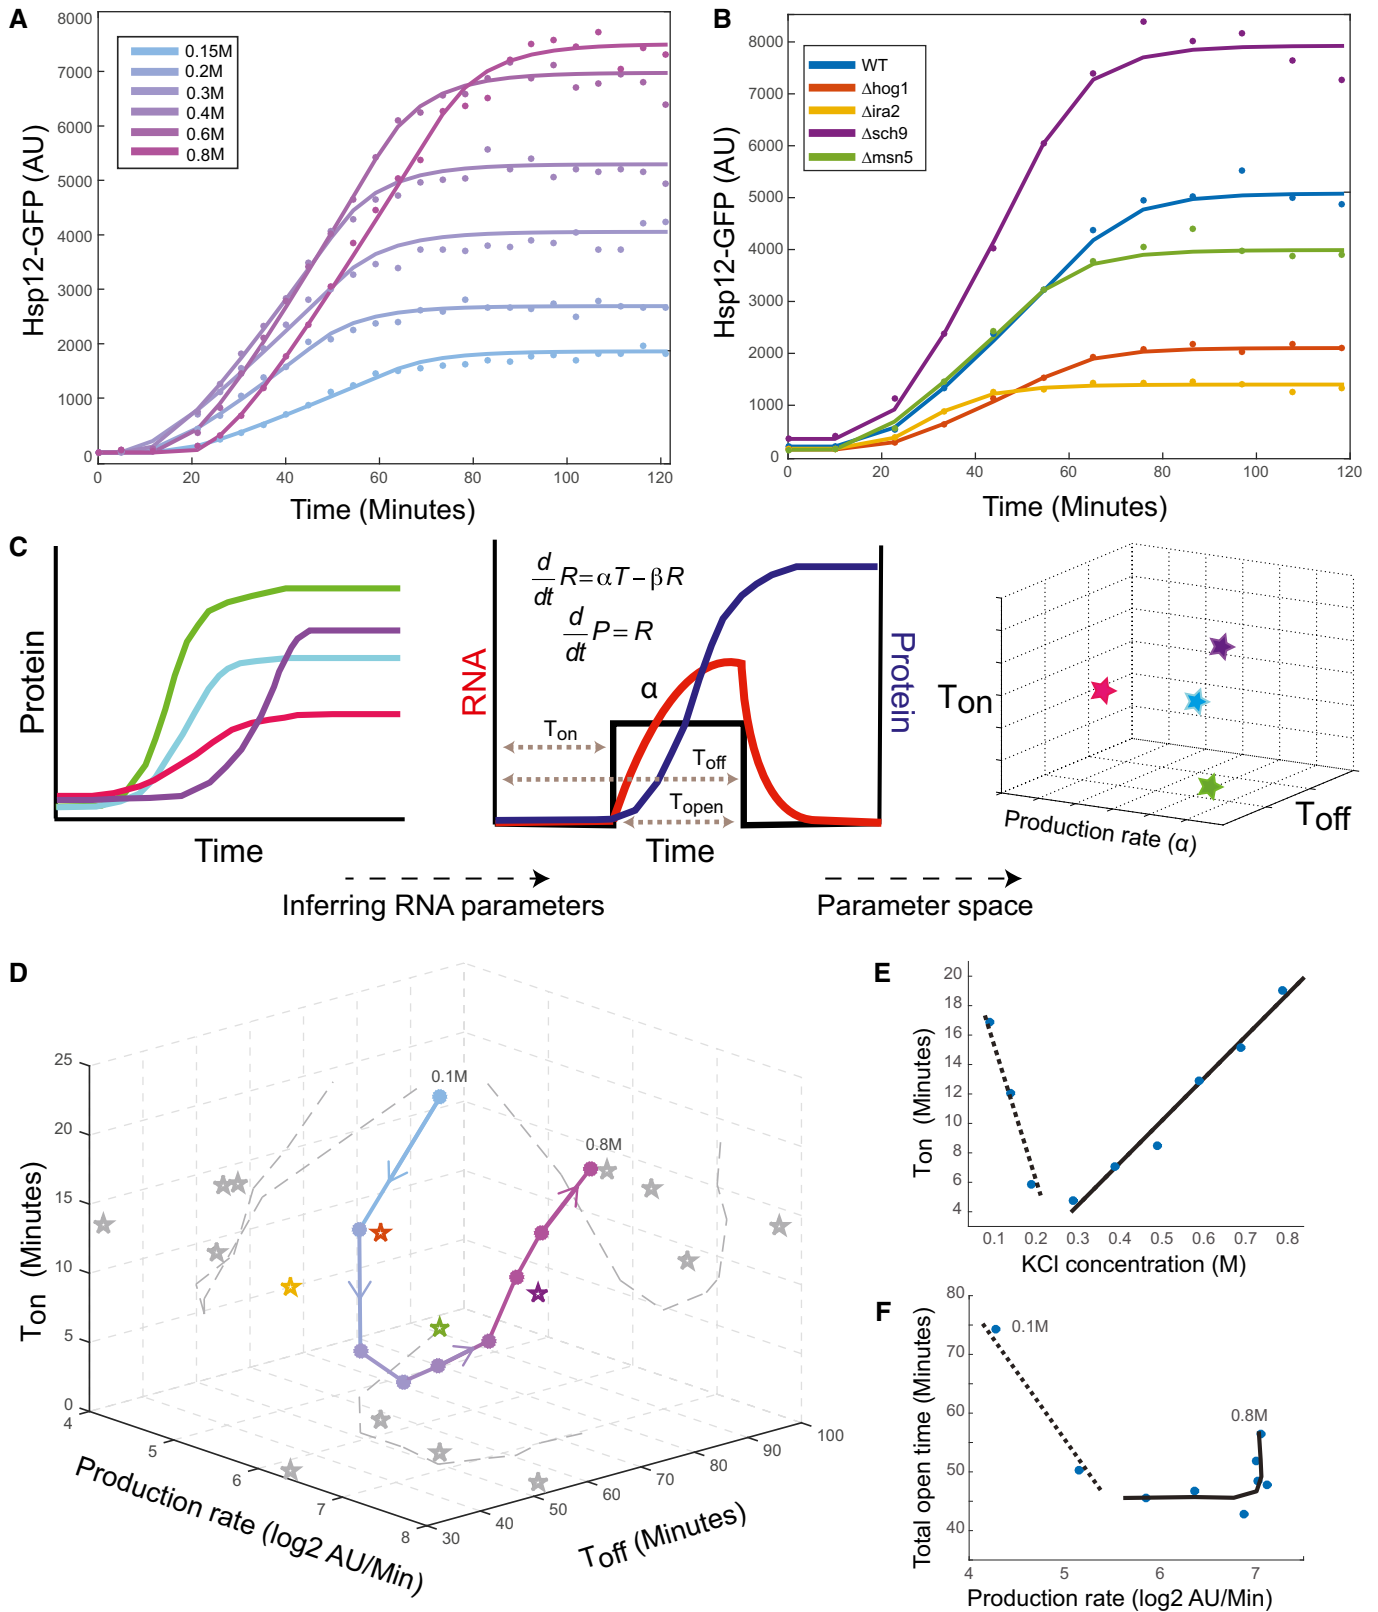 A
8000
7000
6000
5000
4000
3000
2000
1000
0
0.15M
0.2M
0.3M
0.4M
0.6M
0.8M
Hsp12-GFP (AU)
0 20 40 60 80 100 120
Time (Minutes)
B
8000
7000
6000
5000
4000
3000
2000
1000
0
WT
Δhog1
Δira2
Δsch9
Δmsn5
Hsp12-GFP (AU)
0 20 40 60 80 100 120
Time (Minutes)
C
Protein
Time
d/dt R=αT−βR
d/dt P=R
RNA
α
Ton
Toff
Topen
Protein
Time
Ton
Production rate (α)
Toff
Inferring RNA parameters
Parameter space
D
25
20
15
10
5
0
Ton (Minutes)
0.1M
0.8M
4 5 6 7 8
Production rate (log2 AU/Min)
30 40 50 60 70 80 90 100
Toff (Minutes)
E
20
18
16
14
12
10
8
6
4
Ton (Minutes)
0.1 0.2 0.3 0.4 0.5 0.6 0.7 0.8
KCl concentration (M)
F
80
70
60
50
40
Total open time (Minutes)
0.1M
0.8M
4 5 6 7
Production rate (log2 AU/Min)